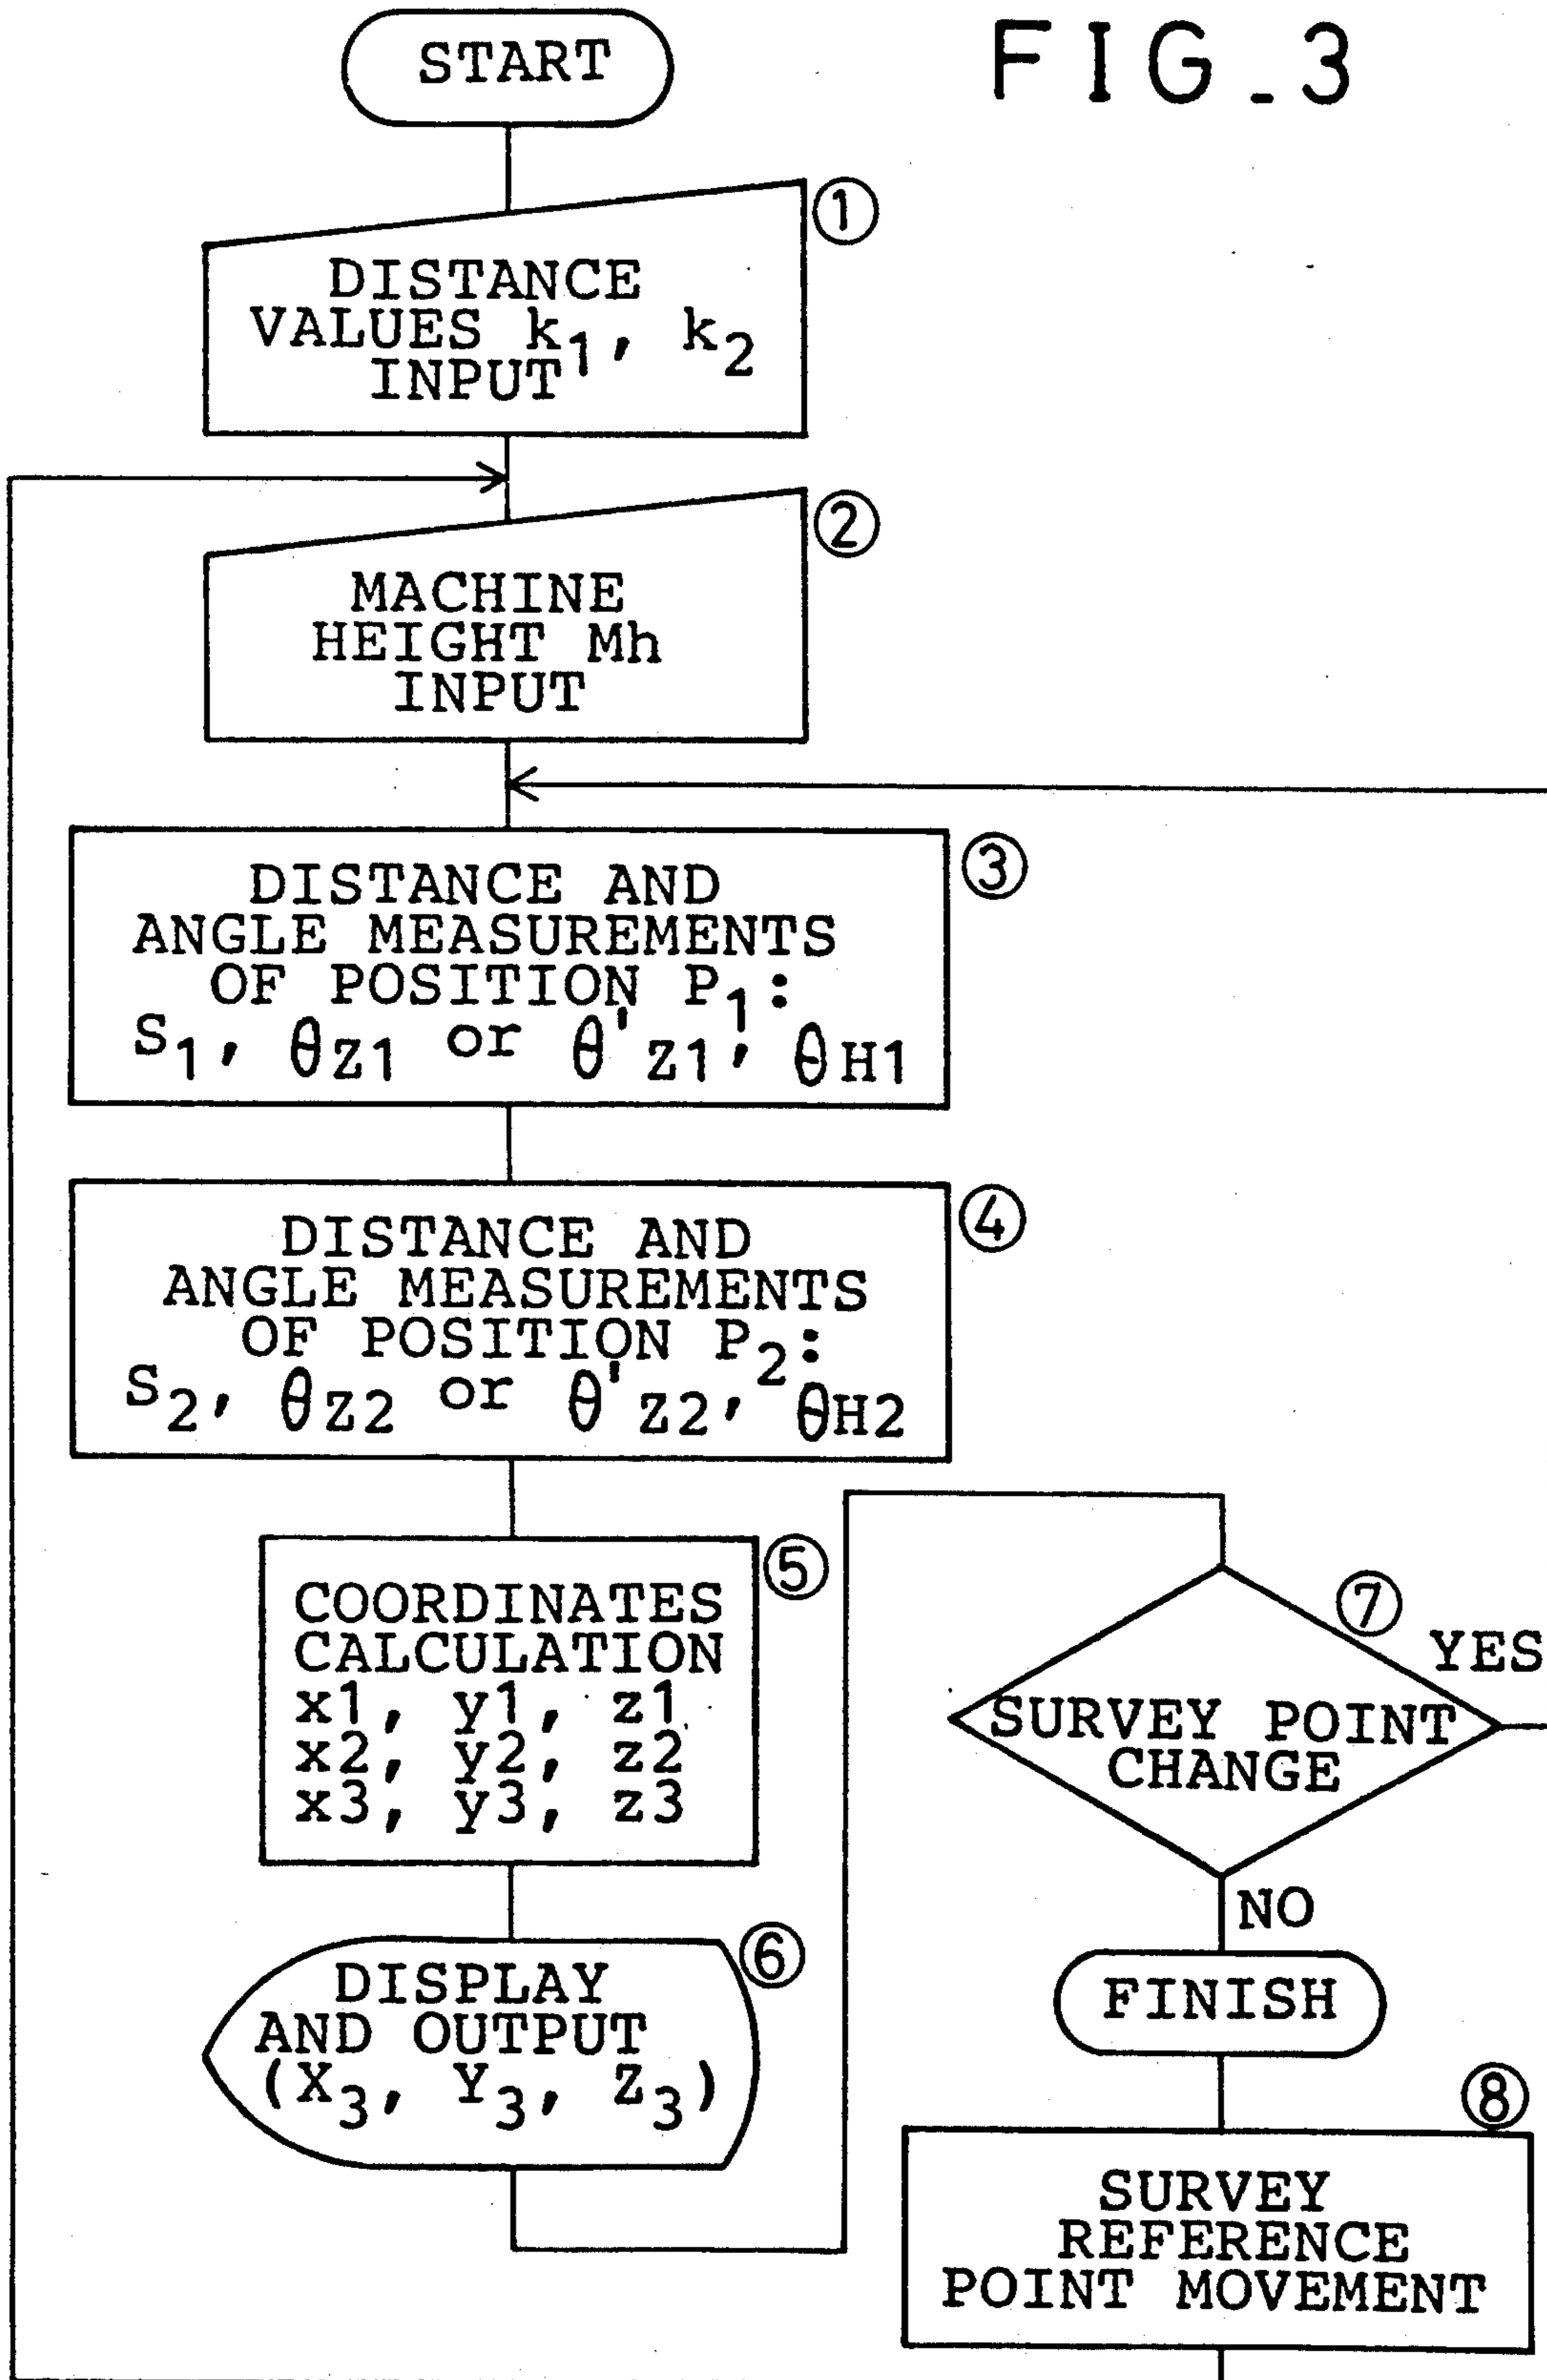 FIG.3
START
①
DISTANCE
VALUES k₁, k₂
INPUT
②
MACHINE
HEIGHT Mh
INPUT
③
DISTANCE AND
ANGLE MEASUREMENTS
OF POSITION P₁:
S₁, θZ1 or θ'Z1, θH1
④
DISTANCE AND
ANGLE MEASUREMENTS
OF POSITION P₂:
S₂, θZ2 or θ'Z2, θH2
⑤
COORDINATES
CALCULATION
x1, y1, z1
x2, y2, z2
x3, y3, z3
⑥
DISPLAY
AND OUTPUT
(X₃, Y₃, Z₃)
⑦
YES
SURVEY POINT
CHANGE
NO
FINISH
⑧
SURVEY
REFERENCE
POINT MOVEMENT